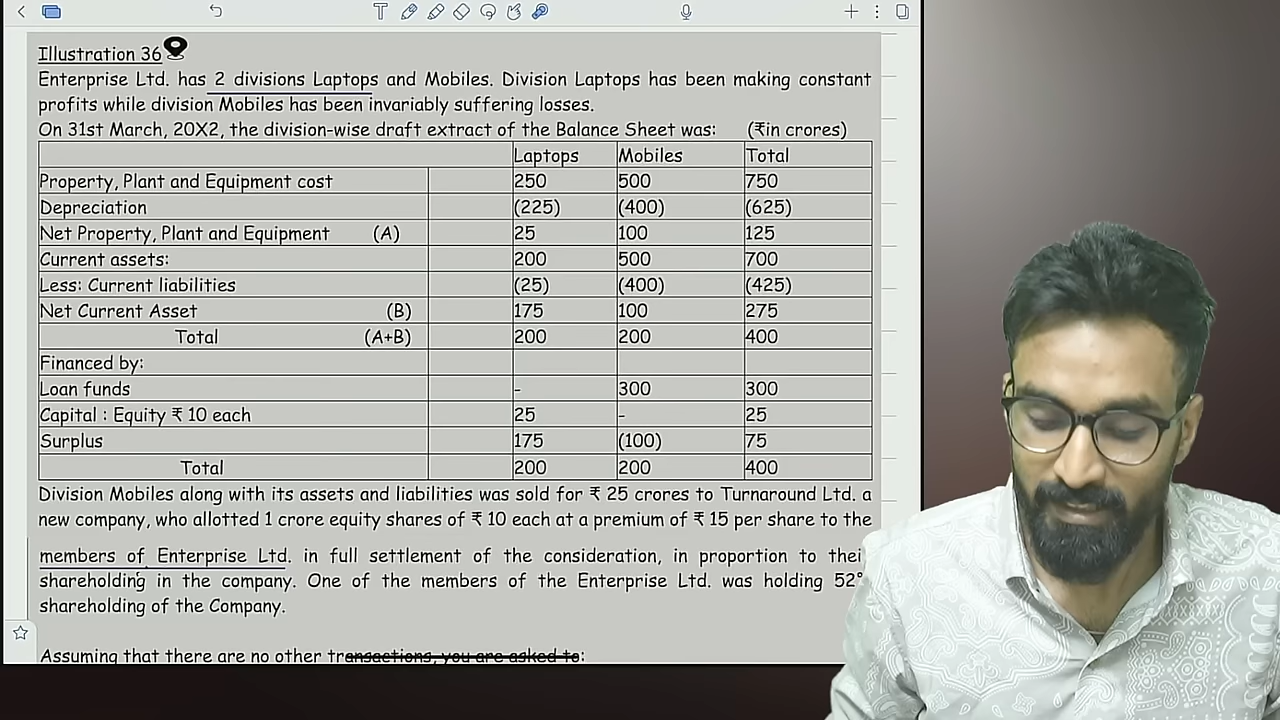 Illustration 36
Enterprise Ltd. has 2 divisions Laptops and Mobiles. Division Laptops has been making constant
profits while division Mobiles has been invariably suffering losses.
On 31st March, 20X2, the division-wise draft extract of the Balance Sheet was: (₹in crores)
Laptops Mobiles Total
Property, Plant and Equipment cost 250 500 750
Depreciation (225) (400) (625)
Net Property, Plant and Equipment (A) 25 100 125
Current assets: 200 500 700
Less: Current liabilities (25) (400) (425)
Net Current Asset (B) 175 100 275
Total (A+B) 200 200 400
Financed by:
Loan funds - 300 300
Capital : Equity ₹ 10 each 25 - 25
Surplus 175 (100) 75
Total 200 200 400
Division Mobiles along with its assets and liabilities was sold for ₹ 25 crores to Turnaround Ltd. a
new company, who allotted 1 crore equity shares of ₹ 10 each at a premium of ₹ 15 per share to the
members of Enterprise Ltd. in full settlement of the consideration, in proportion to their
shareholding in the company. One of the members of the Enterprise Ltd. was holding 52%
shareholding of the Company.
Assuming that there are no other transactions, you are asked to: